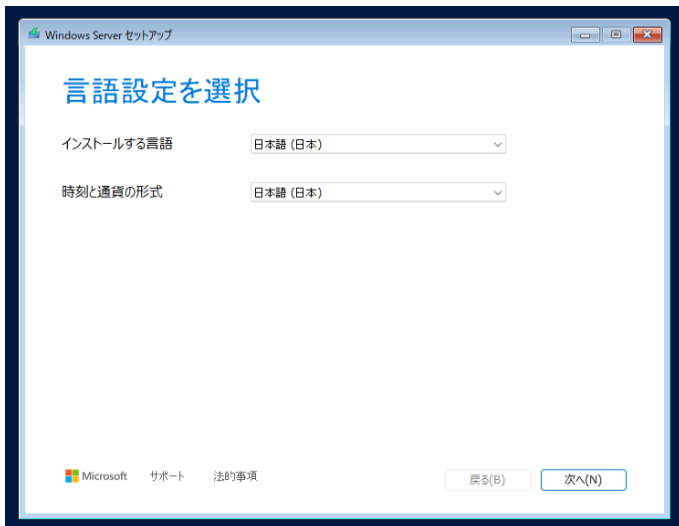 Windows Server セットアップ
言語設定を選択
インストールする言語 日本語 (日本)
時刻と通貨の形式 日本語 (日本)
Microsoft サポート 法的事項 戻る(B) 次へ(N)